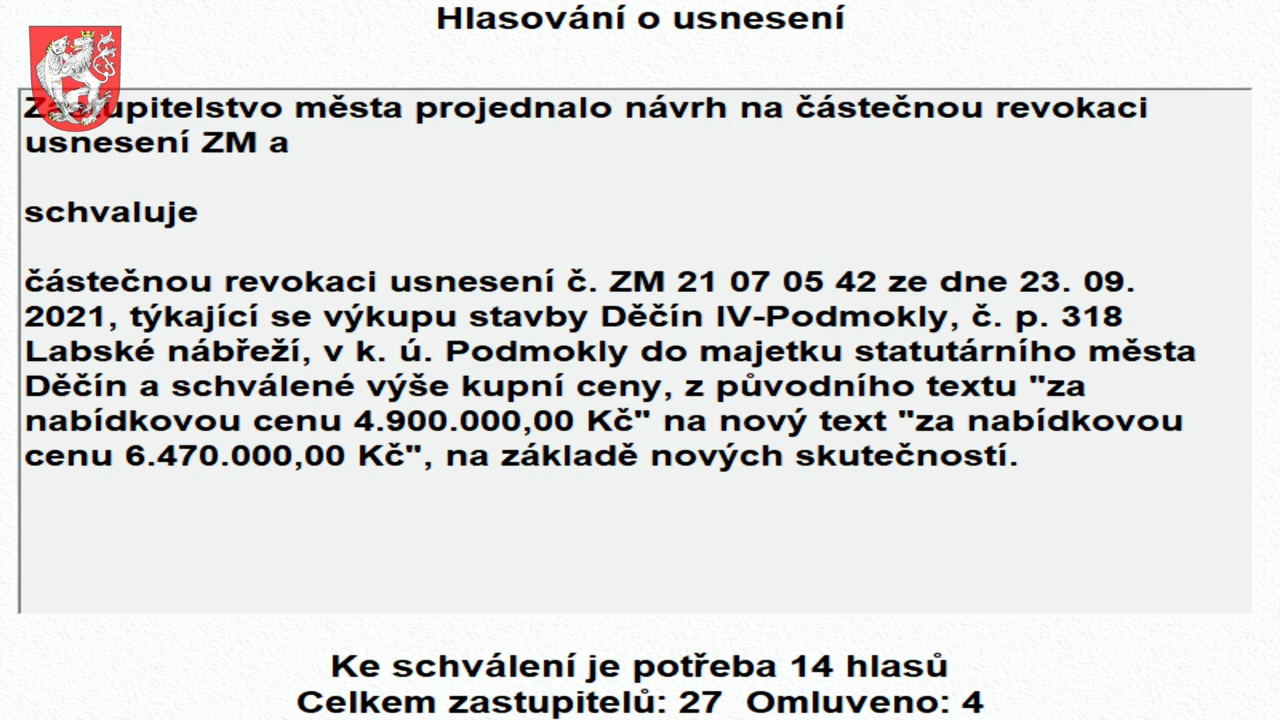 Hlasování o usnesení
Zastupitelstvo města projednalo návrh na částečnou revokaci
usnesení ZM a
schvaluje
částečnou revokaci usnesení č. ZM 21 07 05 42 ze dne 23. 09.
2021, týkající se výkupu stavby Děčín IV-Podmokly, č. p. 318
Labské nábřeží, v k. ú. Podmokly do majetku statutárního města
Děčín a schválené výše kupní ceny, z původního textu "za
nabídkovou cenu 4.900.000,00 Kč" na nový text "za nabídkovou
cenu 6.470.000,00 Kč", na základě nových skutečností.
Ke schválení je potřeba 14 hlasů
Celkem zastupitelů: 27 Omluveno: 4